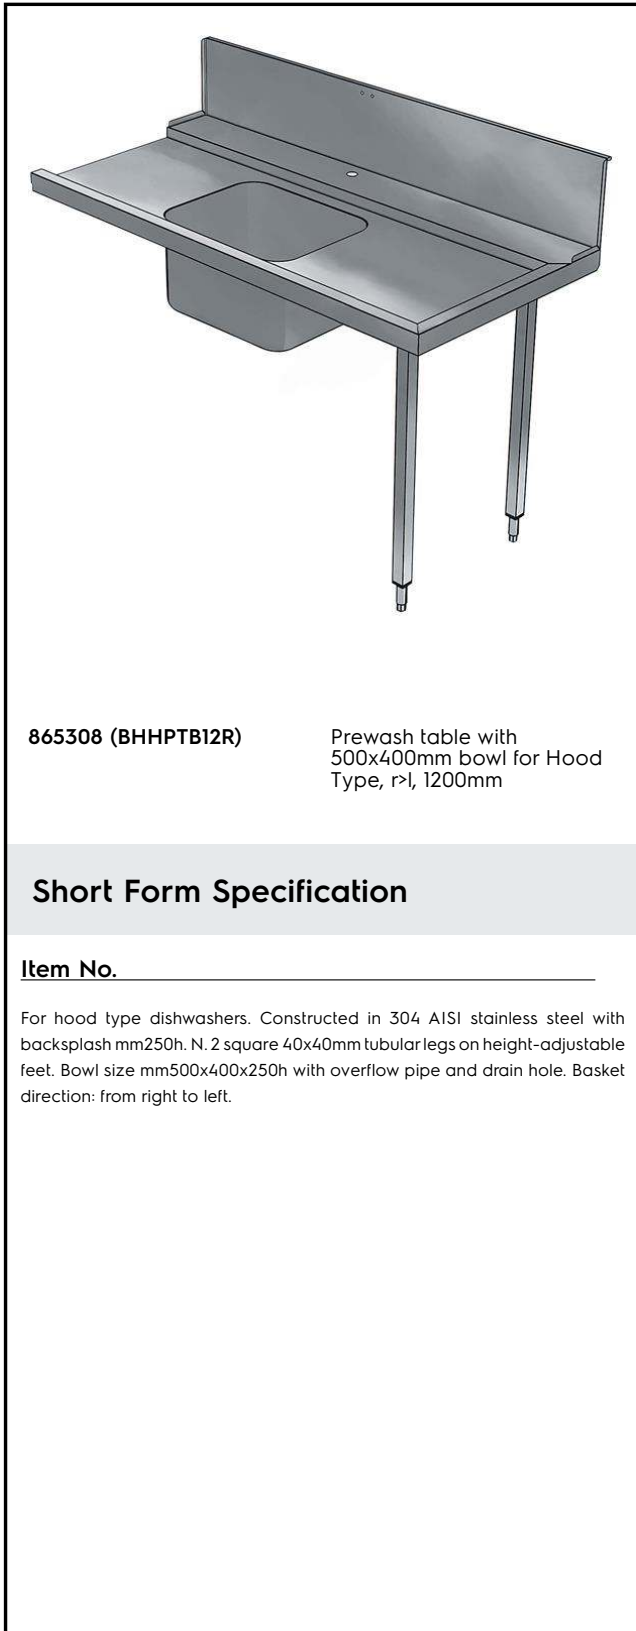 865308 (BHHPTB12R)
Prewash table with
500x400mm bowl for Hood
Type, r>l, 1200mm
Short Form Specification
Item No.
For hood type dishwashers. Constructed in 304 AISI stainless steel with
backsplash mm250h. N. 2 square 40x40mm tubular legs on height-adjustable
feet. Bowl size mm500x400x250h with overflow pipe and drain hole. Basket
direction: from right to left.